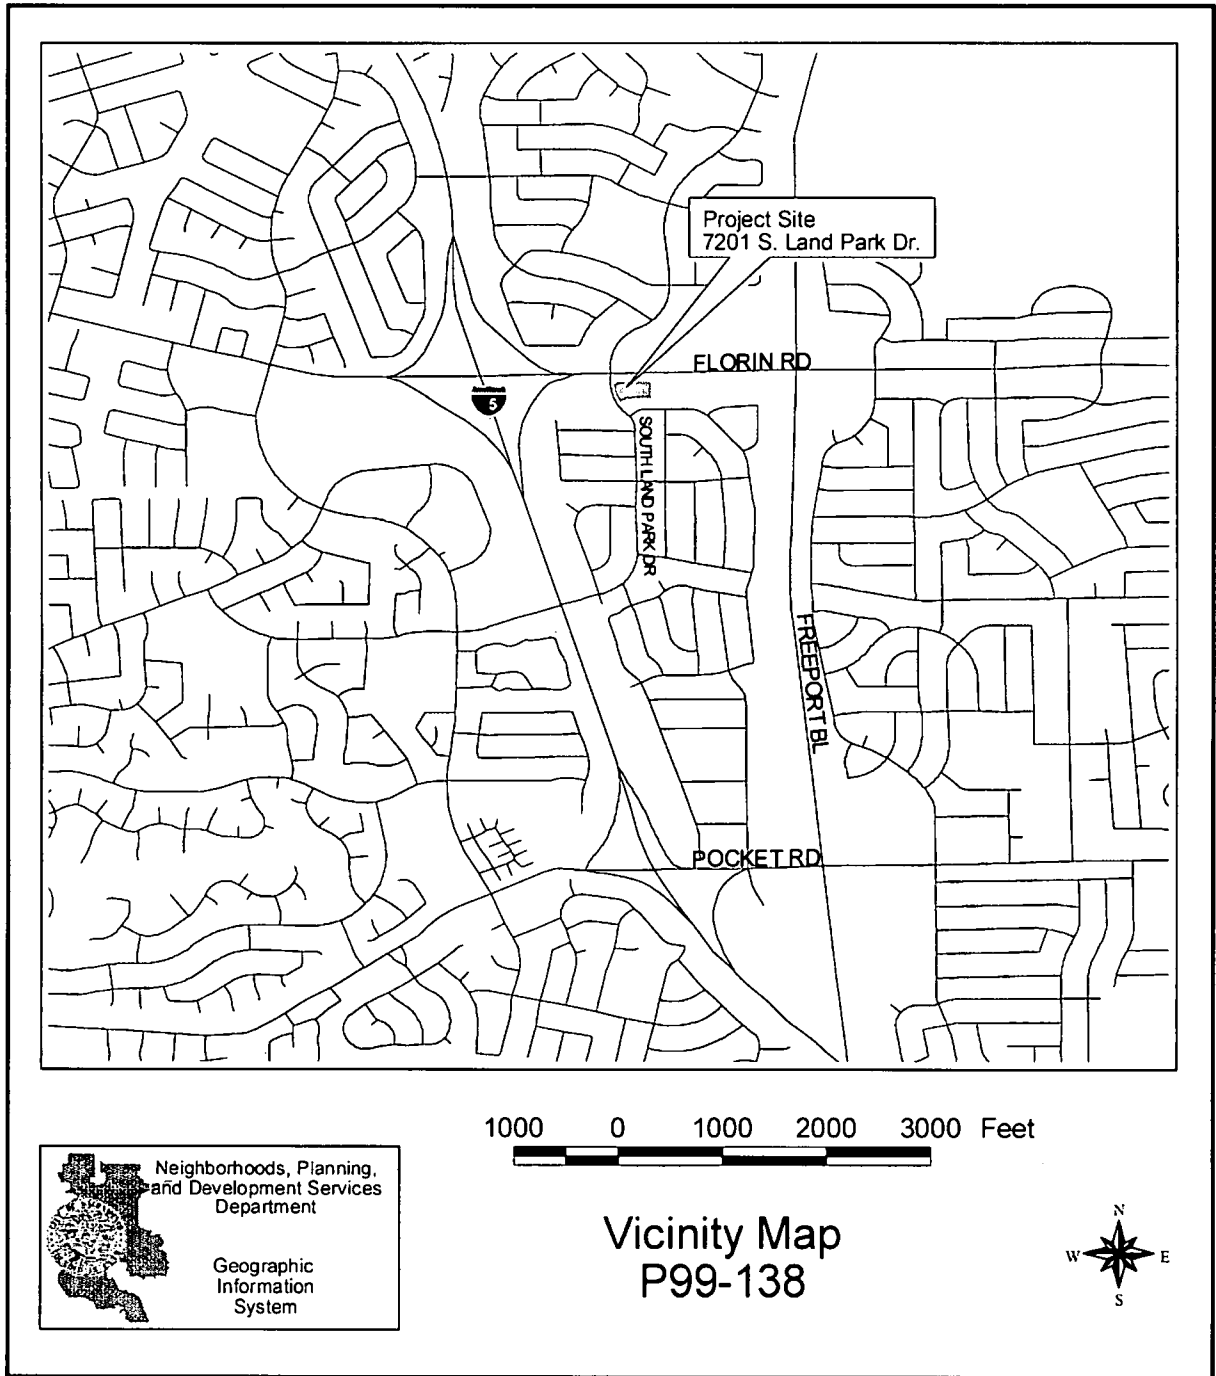 Project Site
7201 S. Land Park Dr.
FLORIN RD
5
SOUTH LAND PARK DR
FREEPORT BL
POCKET RD
1000 0 1000 2000 3000 Feet
Neighborhoods, Planning,
and Development Services
Department
Geographic
Information
System
Vicinity Map
P99-138
N
W E
S